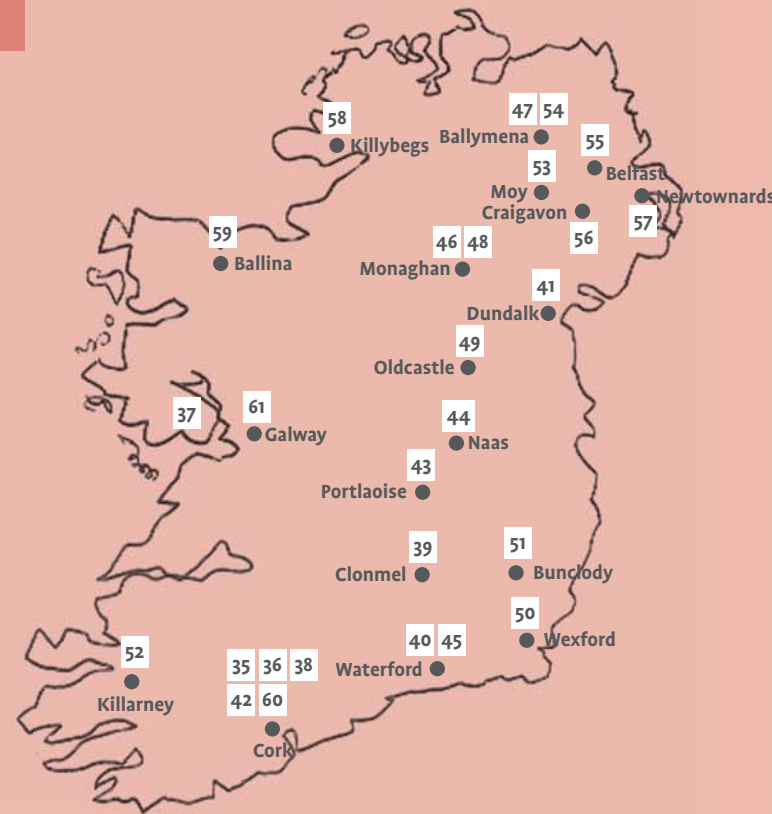 47 54
58
Ballymena
55
Killybegs
53
Belfast
Moy
Newtownards
Craigavon
57
59
56
46 48
Ballina
Monaghan
41
Dundalk
49
Oldcastle
61
37
44
Galway
Naas
43
Portlaoise
51
39
Clonmel
Bunclody
50
40 45
Wexford
52
35 36 38
Waterford
42 60
Killarney
Cork